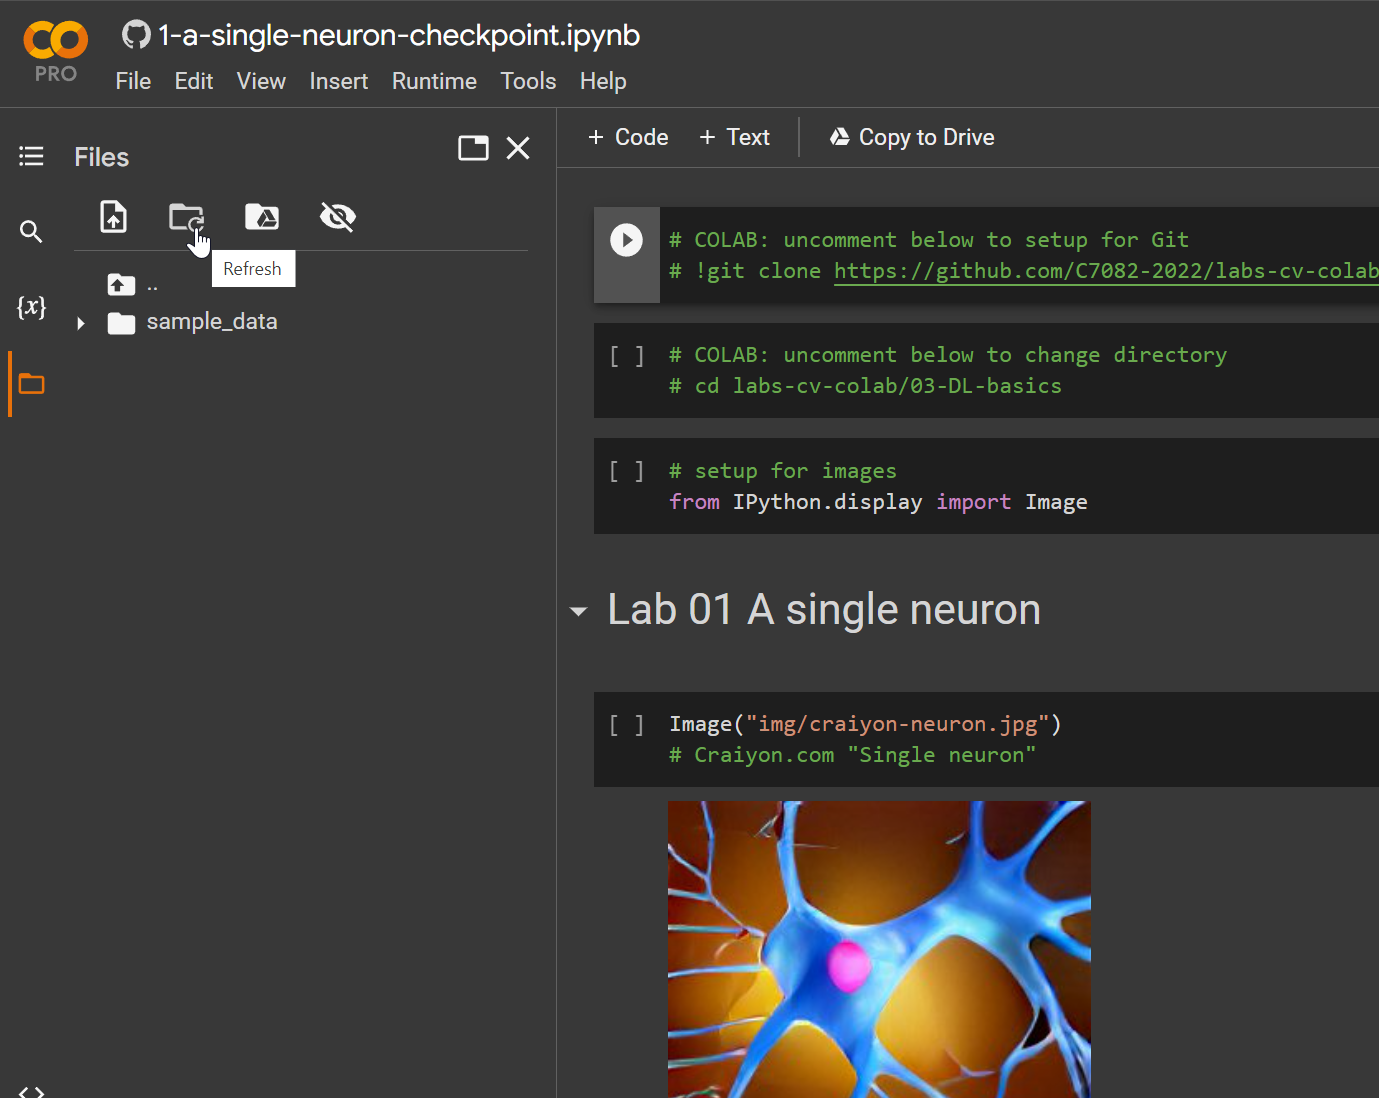 1-a-single-neuron-checkpoint.ipynb
PRO
File Edit View Insert Runtime Tools Help
Files
+ Code + Text Copy to Drive
Refresh
..
sample_data
{x}
# COLAB: uncomment below to setup for Git
# !git clone https://github.com/C7082-2022/labs-cv-colab
[ ] # COLAB: uncomment below to change directory
# cd labs-cv-colab/03-DL-basics
[ ] # setup for images
from IPython.display import Image
Lab 01 A single neuron
[ ] Image("img/craiyon-neuron.jpg")
# Craiyon.com "Single neuron"